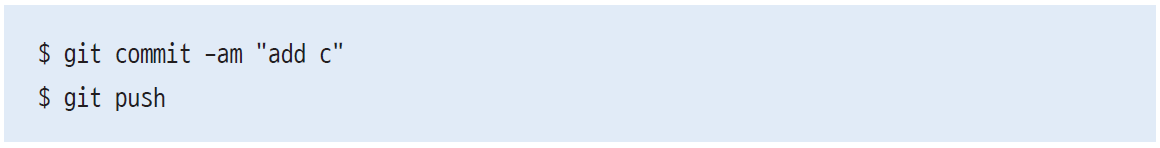 $ git commit -am "add c"
$ git push